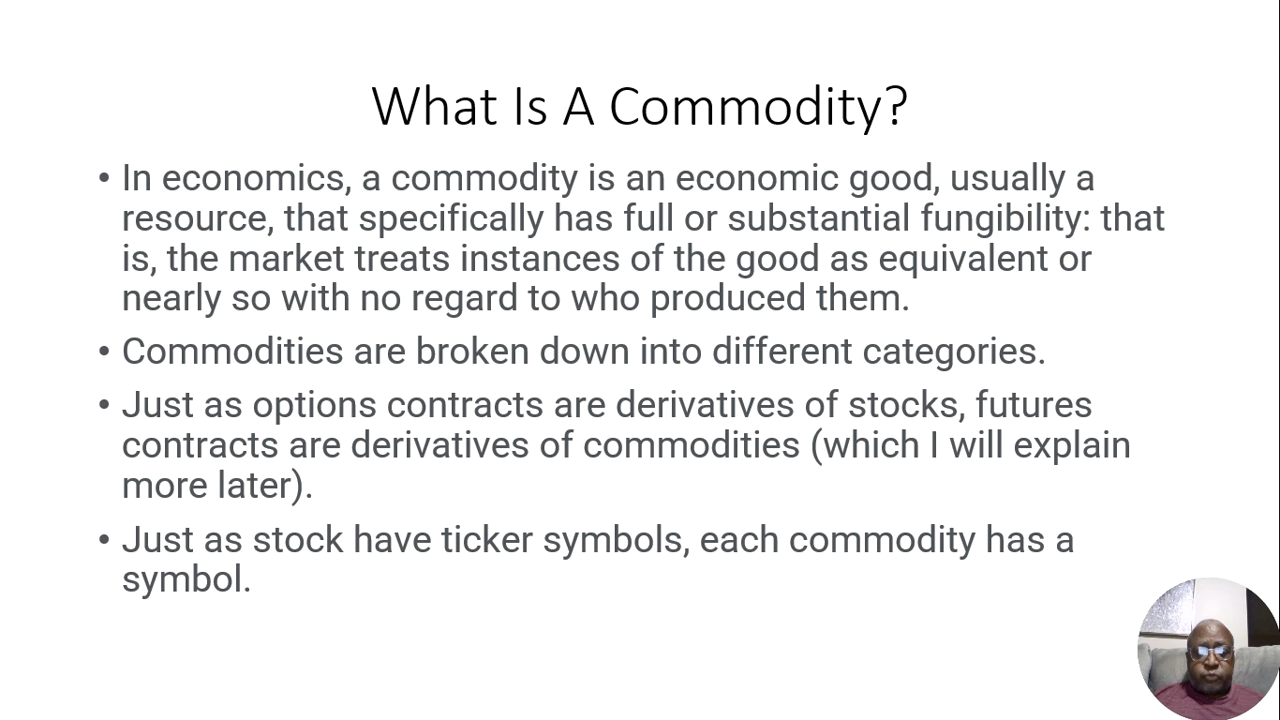 What Is A Commodity?
• In economics, a commodity is an economic good, usually a
resource, that specifically has full or substantial fungibility: that
is, the market treats instances of the good as equivalent or
nearly so with no regard to who produced them.
• Commodities are broken down into different categories.
• Just as options contracts are derivatives of stocks, futures
contracts are derivatives of commodities (which I will explain
more later).
• Just as stock have ticker symbols, each commodity has a
symbol.